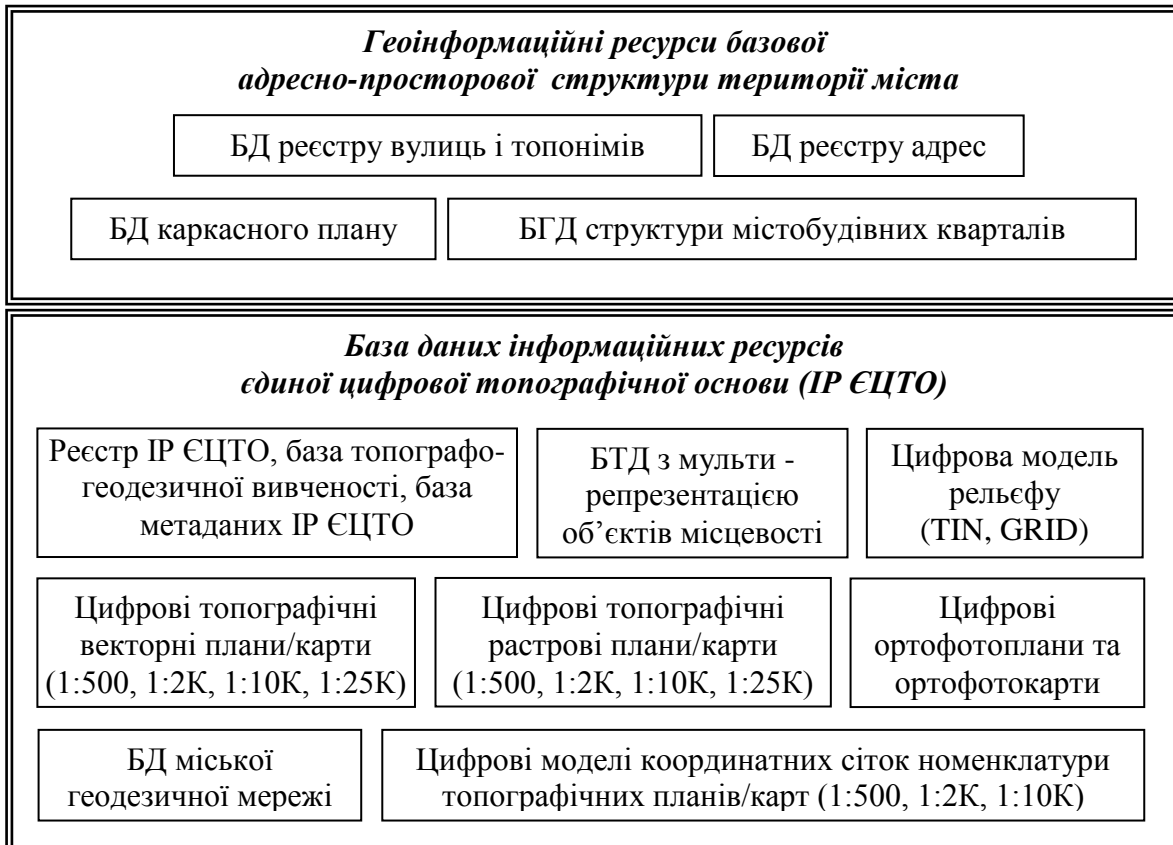 Геоінформаційні ресурси базової
адресно-просторової структури території міста
БД реєстру вулиць і топонімів
БД реєстру адрес
БД каркасного плану
БГД структури містобудівних кварталів
База даних інформаційних ресурсів
єдиної цифрової топографічної основи (ІР ЄЦТО)
Реєстр ІР ЄЦТО, база топографо-
геодезичної вивченості, база
метаданих ІР ЄЦТО
БТД з мульти -
репрезентацією
об’єктів місцевості
Цифрова модель
рельєфу
(TIN, GRID)
Цифрові топографічні
векторні плани/карти
(1:500, 1:2К, 1:10К, 1:25К)
Цифрові топографічні
растрові плани/карти
(1:500, 1:2К, 1:10К, 1:25К)
Цифрові
ортофотоплани та
ортофотокарти
БД міської
геодезичної мережі
Цифрові моделі координатних сіток номенклатури
топографічних планів/карт (1:500, 1:2К, 1:10К)